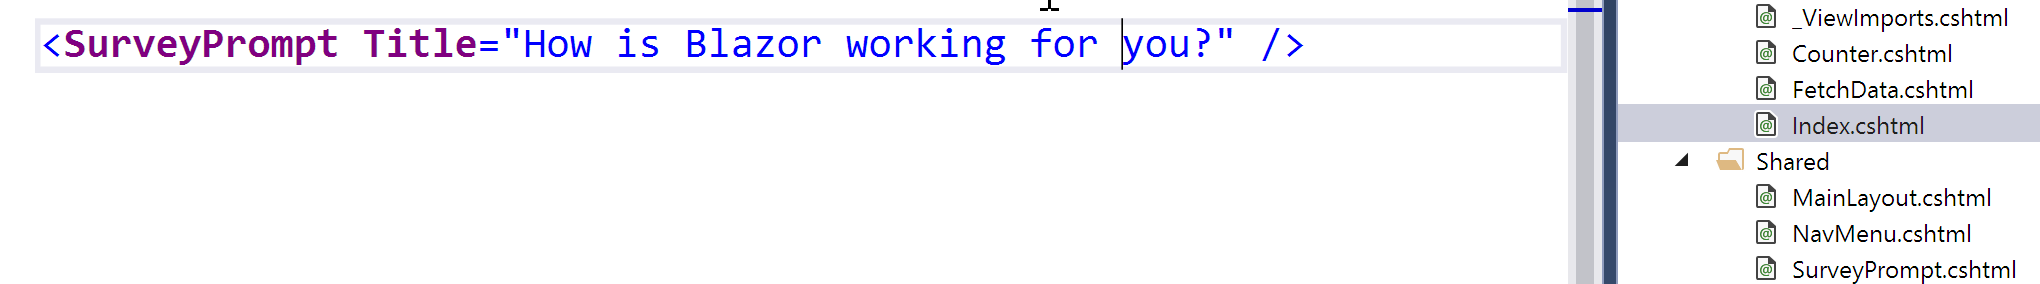 <SurveyPrompt Title="How is Blazor working for you?" />
_ViewImports.cshtml
Counter.cshtml
FetchData.cshtml
Index.cshtml
Shared
MainLayout.cshtml
NavMenu.cshtml
SurveyPrompt.cshtml